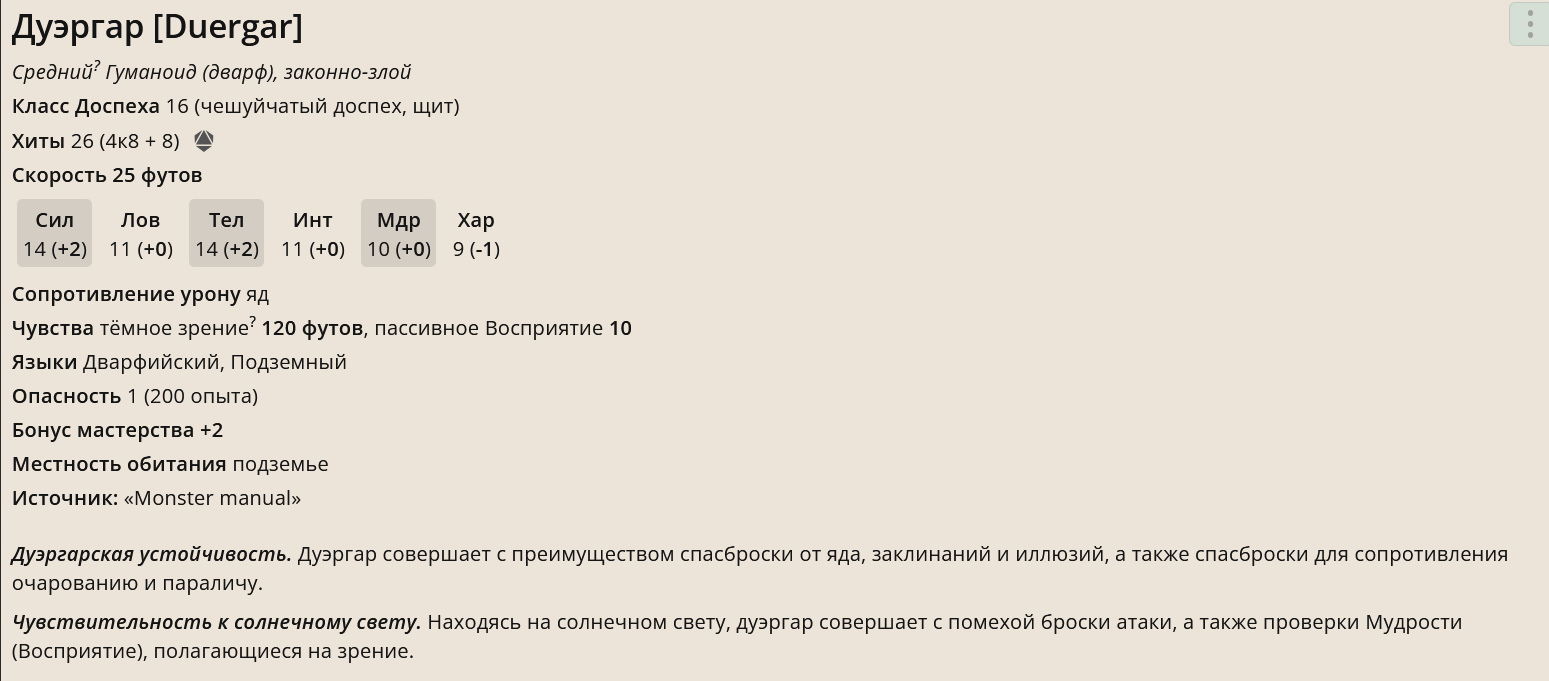 Дуэргар [Duergar]
Средний? Гуманоид (дварф), законно-злой
Класс Доспеха 16 (чешуйчатый доспех, щит)
Хиты 26 (4к8 + 8)
Скорость 25 футов
Сил Лов Тел Инт Мдр Хар
14 (+2) 11 (+0) 14 (+2) 11 (+0) 10 (+0) 9 (-1)
Сопротивление урону яд
Чувства тёмное зрение? 120 футов, пассивное Восприятие 10
Языки Дварфийский, Подземный
Опасность 1 (200 опыта)
Бонус мастерства +2
Местность обитания подземье
Источник: «Monster manual»
Дуэргарская устойчивость. Дуэргар совершает с преимуществом спасброски от яда, заклинаний и иллюзий, а также спасброски для сопротивления
очарованию и параличу.
Чувствительность к солнечному свету. Находясь на солнечном свету, дуэргар совершает с помехой броски атаки, а также проверки Мудрости
(Восприятие), полагающиеся на зрение.